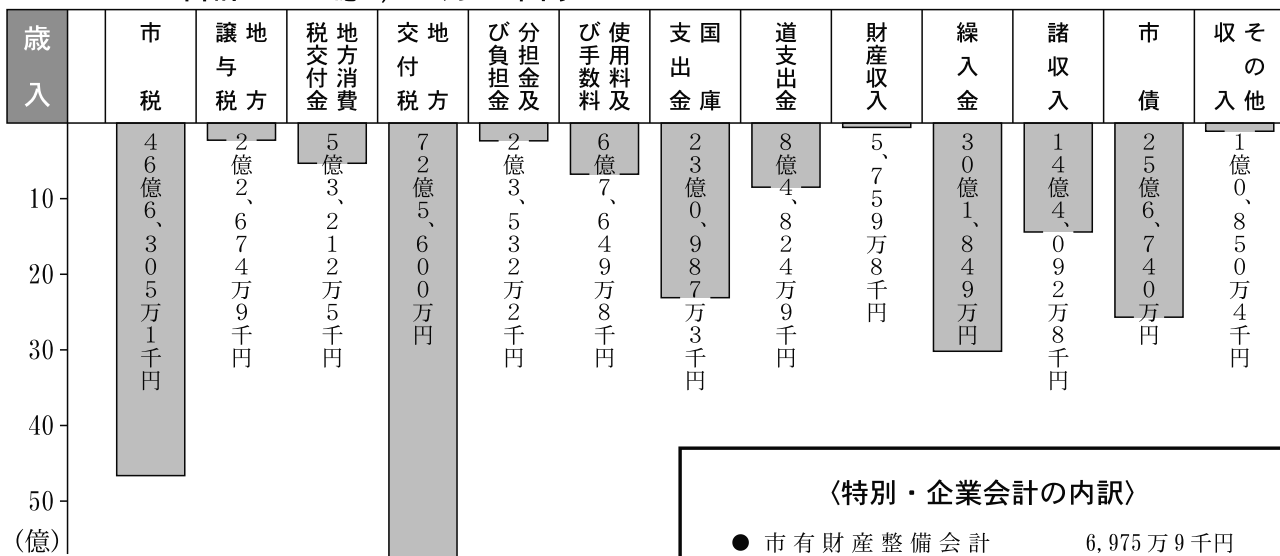 歳入
市税
地方譲与税
地方消費税交付金
地方交付税
分担金及び負担金
使用料及び手数料
国庫支出金
道支出金
財産収入
繰入金
諸収入
市債
その他収入
46億6、305万1千円
2億2、674万9千円
5億3、212万5千円
72億5、600万円
2億3、532万2千円
6億7、649万8千円
23億0、987万3千円
8億4、824万9千円
5、759万8千円
30億1、849万円
14億4、092万8千円
25億6、740万円
1億0、850万4千円
10
20
30
40
50
(億)
〈特別・企業会計の内訳〉
● 市有財産整備会計 6,975万9千円